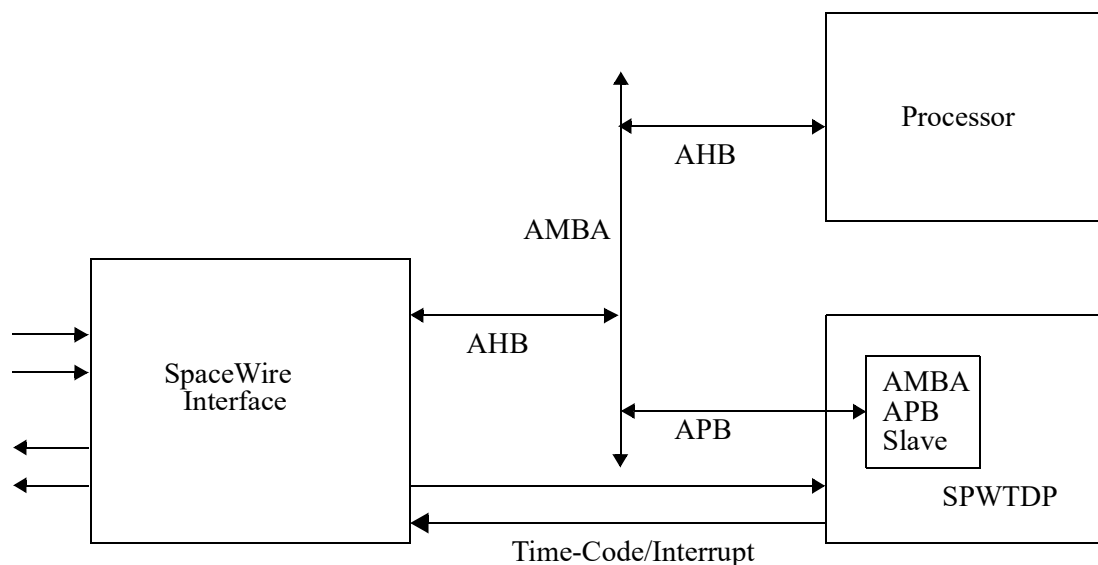 Processor
AHB
AMBA
AHB
SpaceWire
Interface
AMBA
APB
Slave
APB
SPWTDP
Time-Code/Interrupt